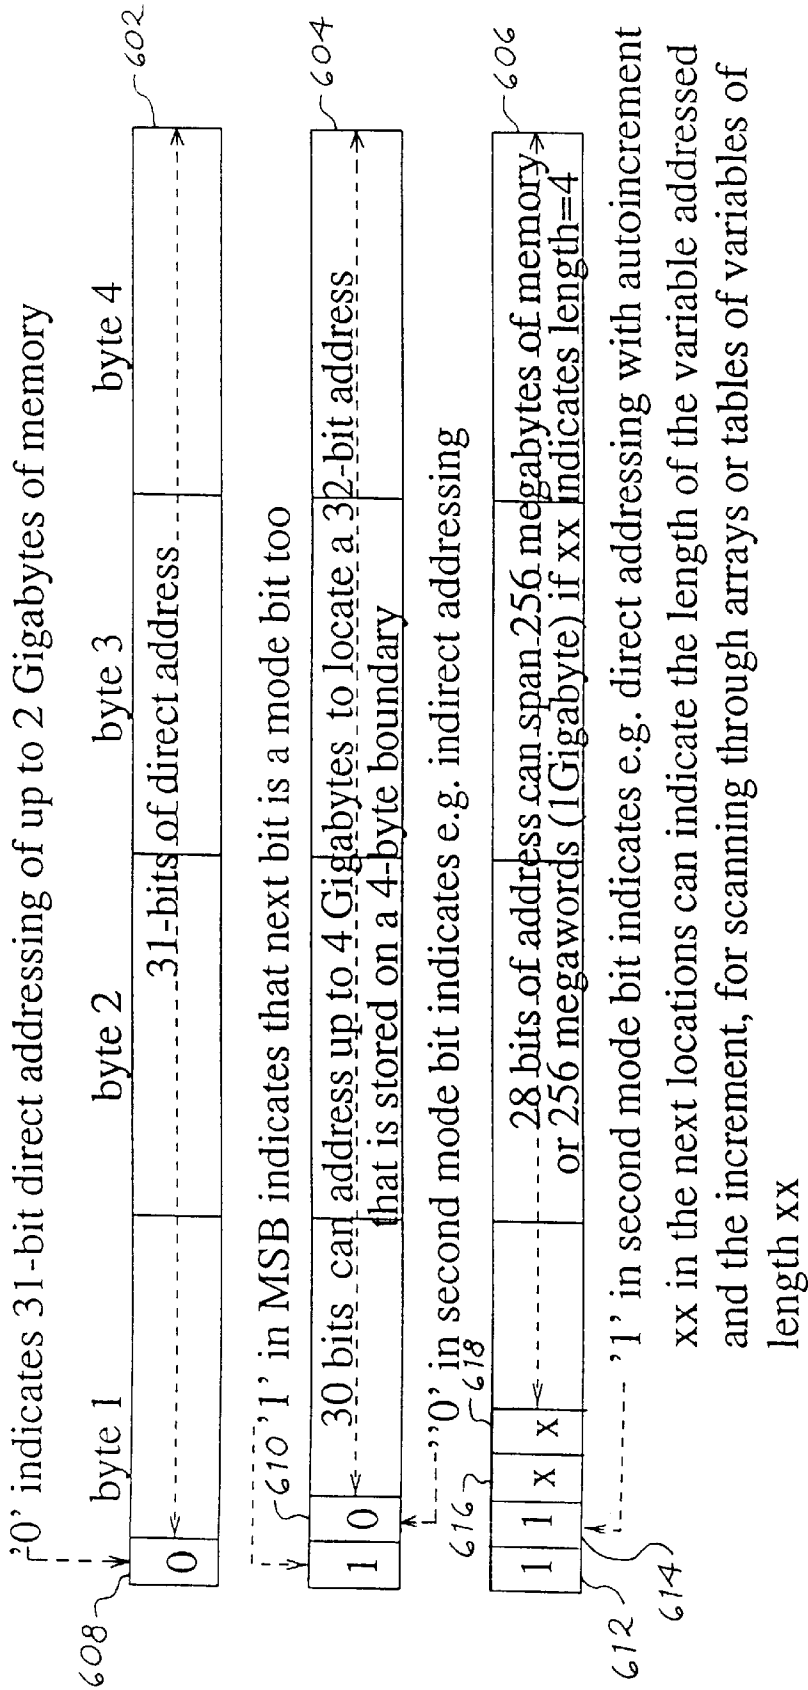 '0' indicates 31-bit direct addressing of up to 2 Gigabytes of memory
byte 1 byte 2 byte 3 byte 4
608
602
0 31-bits of direct address
610 '1' in MSB indicates that next bit is a mode bit too
604
1 0 30 bits can address up to 4 Gigabytes to locate a 32-bit address
that is stored on a 4-byte boundary
''0' in second mode bit indicates e.g. indirect addressing
616
618
606
1 1 x x 28 bits of address can span 256 megabytes of memory
or 256 megawords (1Gigabyte) if xx indicates length=4
612
614
'1' in second mode bit indicates e.g. direct addressing with autoincrement
xx in the next locations can indicate the length of the variable addressed
and the increment, for scanning through arrays or tables of variables of
length xx